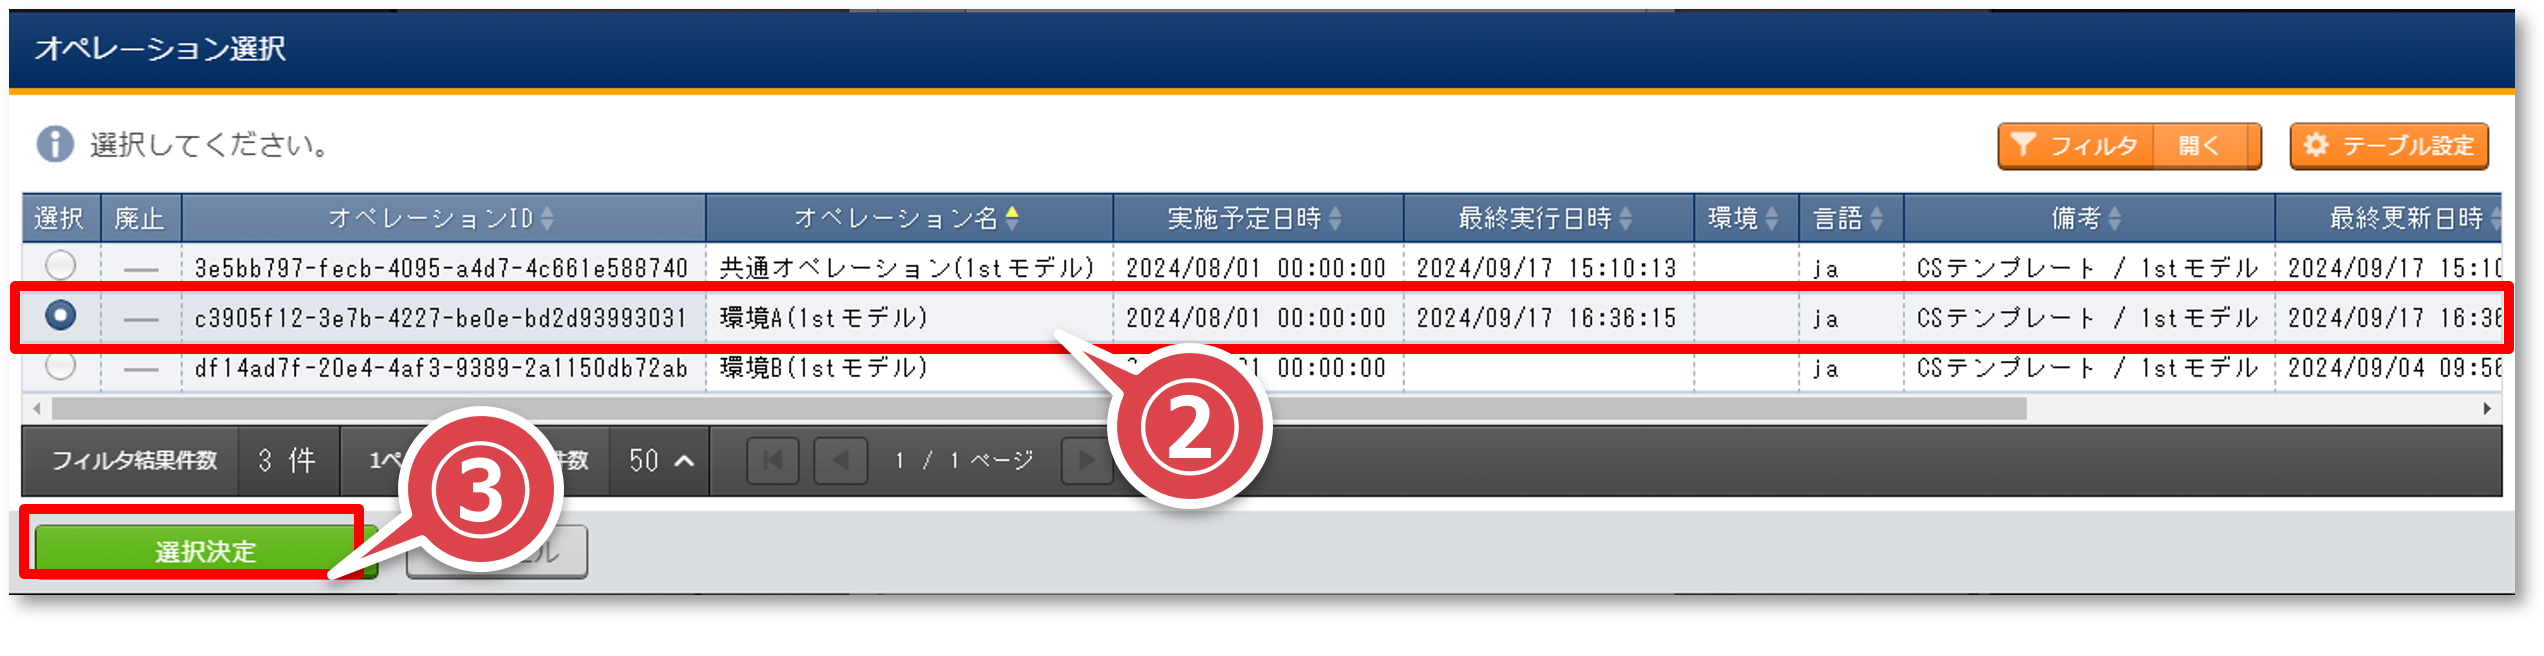 オペレーション選択
選択してください。 フィルタ 開く テーブル設定
選択 廃止 オペレーションID オペレーション名 実施予定日時 最終実行日時 環境 言語 備考 最終更新日時
3e5bb797-fecb-4095-a4d7-4c661e588740 共通オペレーション(1stモデル) 2024/08/01 00:00:00 2024/09/17 15:10:13 ja CSテンプレート / 1stモデル 2024/09/17 15:10
c3905f12-3e7b-4227-be0e-bd2d93993031 環境A(1stモデル) 2024/08/01 00:00:00 2024/09/17 16:36:15 ja CSテンプレート / 1stモデル 2024/09/17 16:36
df14ad7f-20e4-4af3-9389-2a1150db72ab 環境B(1stモデル) 01 00:00:00 ja CSテンプレート / 1stモデル 2024/09/04 09:56
②
フィルタ結果件数 3 件 1ペ 件数 50 1 / 1 ページ
③
選択決定 ル